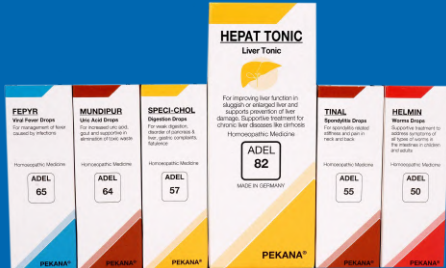 FEPYR
Viral Fever Drops
For management of fever
caused by infections
Homoeopathic Medicine
ADEL
65
PEKANA®
MUNDIPUR
Uric Acid Drops
For increased uric acid,
gout and supportive in
elimination of toxic waste
Homoeopathic Medicine
ADEL
64
PEKANA®
SPECI-CHOL
Digestion Drops
For weak digestion,
disorder of pancreas &
liver, gastric complaints,
flatulence
Homoeopathic Medicine
ADEL
57
PEKANA®
HEPAT TONIC
Liver Tonic
For improving liver function in
sluggish or enlarged liver and
supports prevention of liver
damage. Supportive treatment for
chronic liver diseases like cirrhosis
Homoeopathic Medicine
ADEL
82
MADE IN GERMANY
PEKANA®
TINAL
Spondylitis Drops
For spondylitis related
stiffness and pain in
neck and back
Homoeopathic Medicine
ADEL
55
PEKANA®
HELMIN
Worms Drops
Supportive treatment to
address symptoms of
all types of worms in
the intestines in children
and adults
Homoeopathic Medicine
ADEL
50
PEKANA®